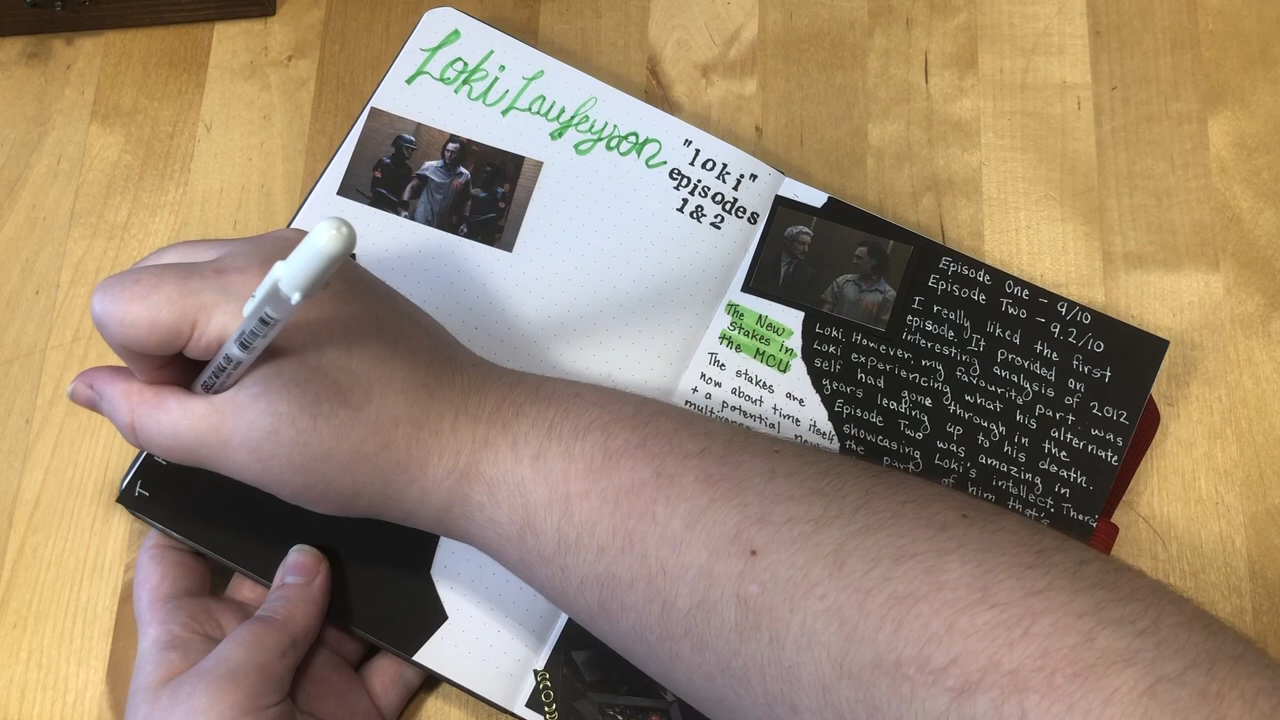 Loki Laufeyson
"loki"
episodes
1&2
T
GELLY ROLL 08
The New
Stakes in
the MCU
The stakes are
now about time itself
+ a potential new
Episode One - 9/10
Episode Two - 9.2/10
I really liked the first
episode. It provided an
interesting analysis of 2012
Loki. However, my favourite part was
Loki experiencing what his alternate
self had gone through in the
years leading up to his death.
Episode Two was amazing in
showcasing Loki's intellect. There's
the part of him that's